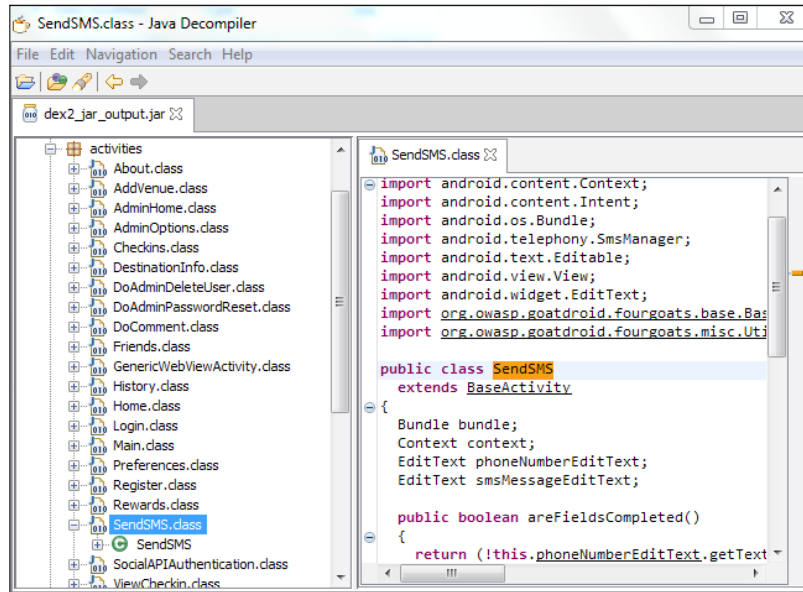 SendSMS.class - Java Decompiler
File Edit Navigation Search Help
dex2_jar_output.jar
activities
About.class
AddVenue.class
AdminHome.class
AdminOptions.class
Checkins.class
DestinationInfo.class
DoAdminDeleteUser.class
DoAdminPasswordReset.class
DoComment.class
Friends.class
GenericWebViewActivity.class
History.class
Home.class
Login.class
Main.class
Preferences.class
Register.class
Rewards.class
SendSMS.class
SendSMS
SocialAPIAuthentication.class
ViewCheckin.class
SendSMS.class
import android.content.Context;
import android.content.Intent;
import android.os.Bundle;
import android.telephony.SmsManager;
import android.text.Editable;
import android.view.View;
import android.widget.EditText;
import org.owasp.goatdroid.fourgoats.base.Bas
import org.owasp.goatdroid.fourgoats.misc.Uti
public class SendSMS
extends BaseActivity
{
Bundle bundle;
Context context;
EditText phoneNumberEditText;
EditText smsMessageEditText;
public boolean areFieldsCompleted()
{
return (!this.phoneNumberEditText.getText